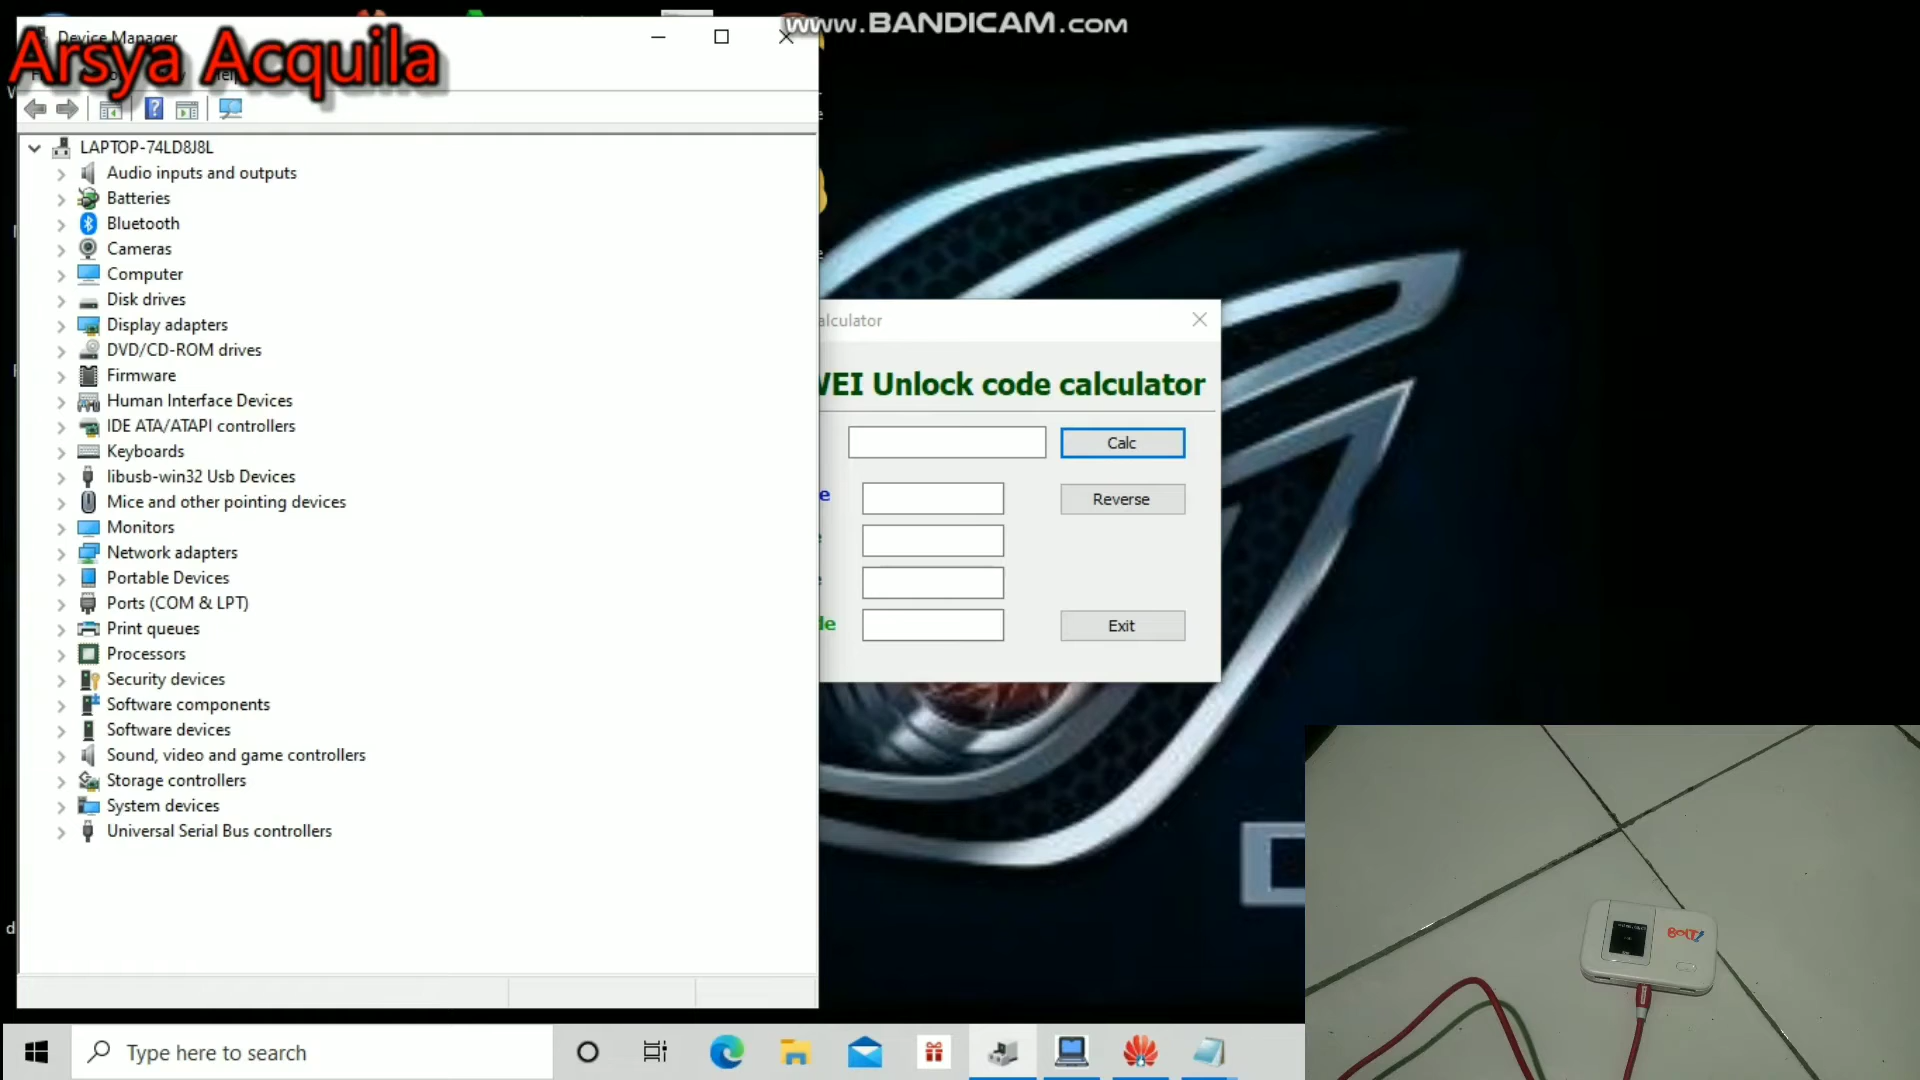 www.BANDICAM.com
Device Manager
Arsya Acquila
LAPTOP-74LD8J8L
Audio inputs and outputs
Batteries
Bluetooth
Cameras
Computer
Disk drives
Display adapters
DVD/CD-ROM drives
Firmware
Human Interface Devices
IDE ATA/ATAPI controllers
Keyboards
libusb-win32 Usb Devices
Mice and other pointing devices
Monitors
Network adapters
Portable Devices
Ports (COM & LPT)
Print queues
Processors
Security devices
Software components
Software devices
Sound, video and game controllers
Storage controllers
System devices
Universal Serial Bus controllers
alculator
WEI Unlock code calculator
Calc
e
Reverse
e
e
de
Exit
BOLT!
Type here to search